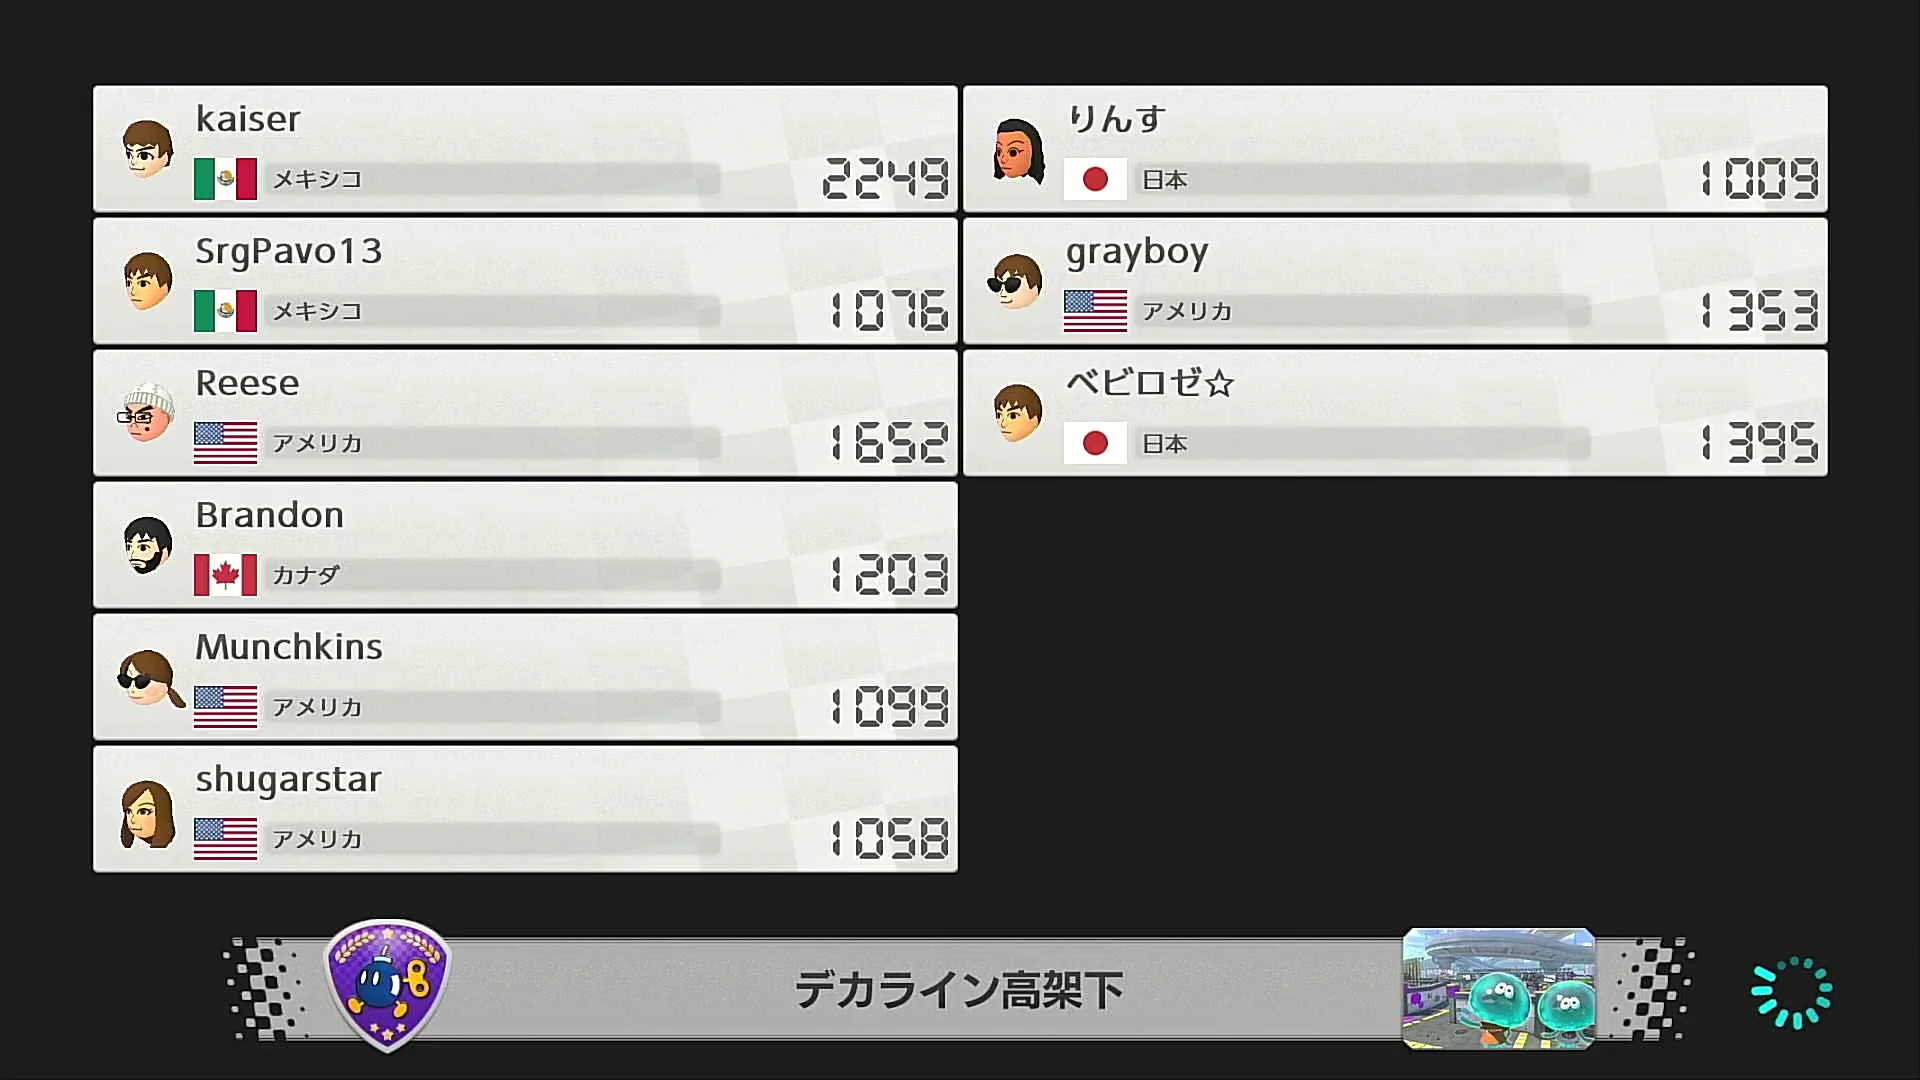 kaiser
メキシコ
2249
SrgPavo13
メキシコ
1076
Reese
アメリカ
1652
Brandon
カナダ
1203
Munchkins
アメリカ
1099
shugarstar
アメリカ
1058
りんす
日本
1009
grayboy
アメリカ
1353
ベビロゼ☆
日本
1395
デカライン高架下